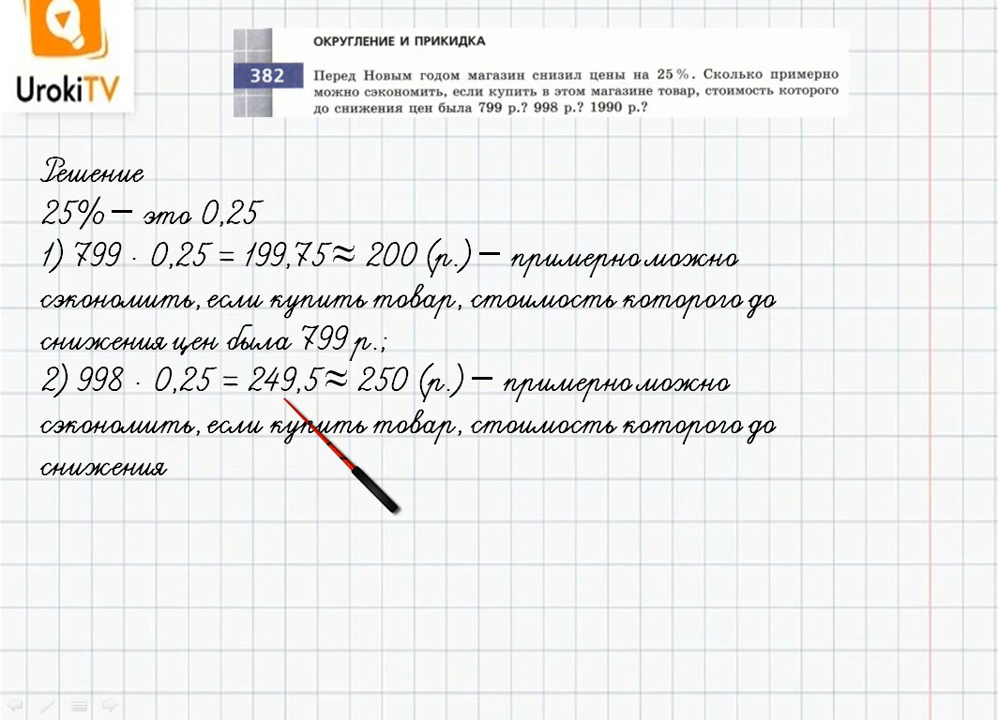 UrokiTV
ОКРУГЛЕНИЕ И ПРИКИДКА
382
Перед Новым годом магазин снизил цены на 25%. Сколько примерно
можно сэкономить, если купить в этом магазине товар, стоимость которого
до снижения цен была 799 р.? 998 р.? 1990 р.?
Решение
25% – это 0,25
1) 799 · 0,25 = 199,75 ≈ 200 (р.) – примерно можно
сэкономить, если купить товар, стоимость которого до
снижения цен была 799 р.;
2) 998 · 0,25 = 249,5 ≈ 250 (р.) – примерно можно
сэкономить, если купить товар, стоимость которого до
снижения